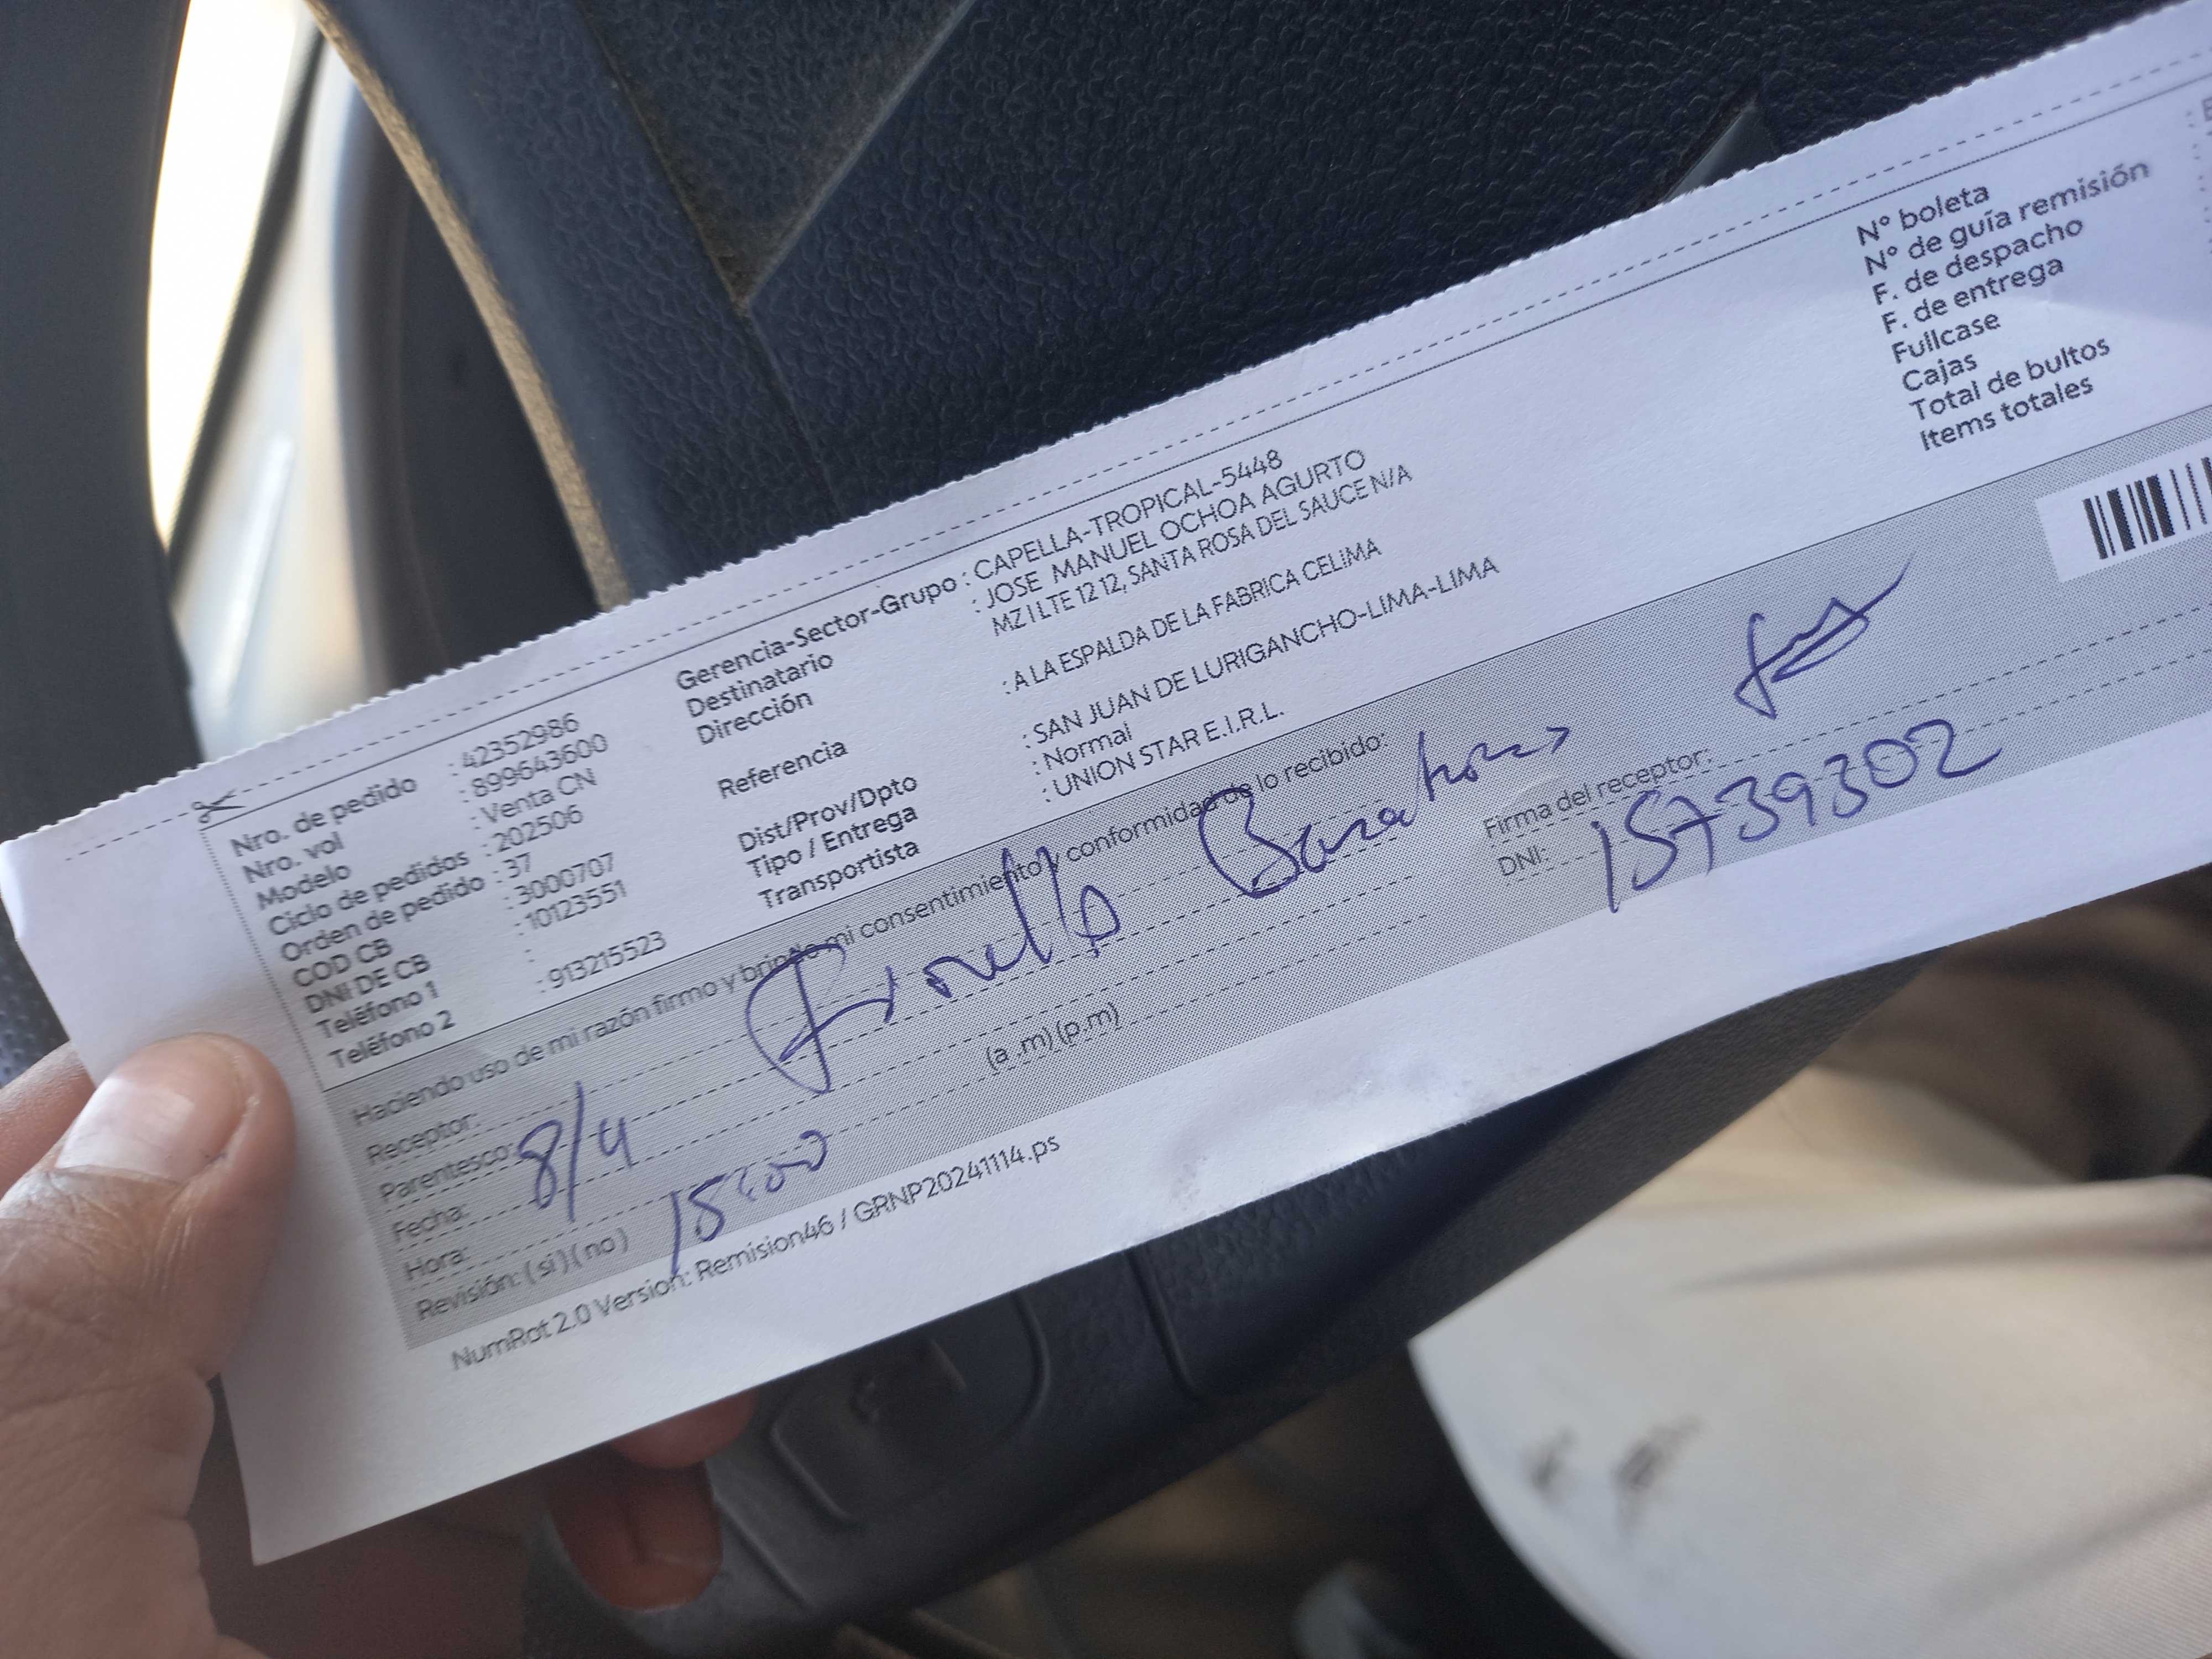 Nro. de pedido : 42352986
Nro. vol : 899643600
Modelo : Venta CN
Ciclo de pedidos : 202506
Orden de pedido : 37
COD CB : 3000707
DNI DE CB : 10123551
Teléfono 1 :
Teléfono 2 : 913215523
Gerencia-Sector-Grupo : CAPELLA-TROPICAL-5448
Destinatario : JOSE MANUEL OCHOA AGURTO
Dirección MZ I LTE 12 12, SANTA ROSA DEL SAUCE N/A
Referencia : A LA ESPALDA DE LA FABRICA CELIMA
Dist/Prov/Dpto : SAN JUAN DE LURIGANCHO-LIMA-LIMA
Tipo / Entrega : Normal
Transportista : UNION STAR E.I.R.L.
N° boleta
N° de guía remisión
F. de despacho
F. de entrega
Fullcase
Cajas
Total de bultos
Items totales
Haciendo uso de mi razón firmo y brindo mi consentimiento y conformidad de lo recibido:
Receptor:
Parentesco:
Fecha: 8/4
Hora: 15:00 (a .m) (p.m)
Revisión: ( si ) ( no )
Firma del receptor:
DNI: 15739302
NumRot 2.0 Version: Remision46 / GRNP20241114.ps